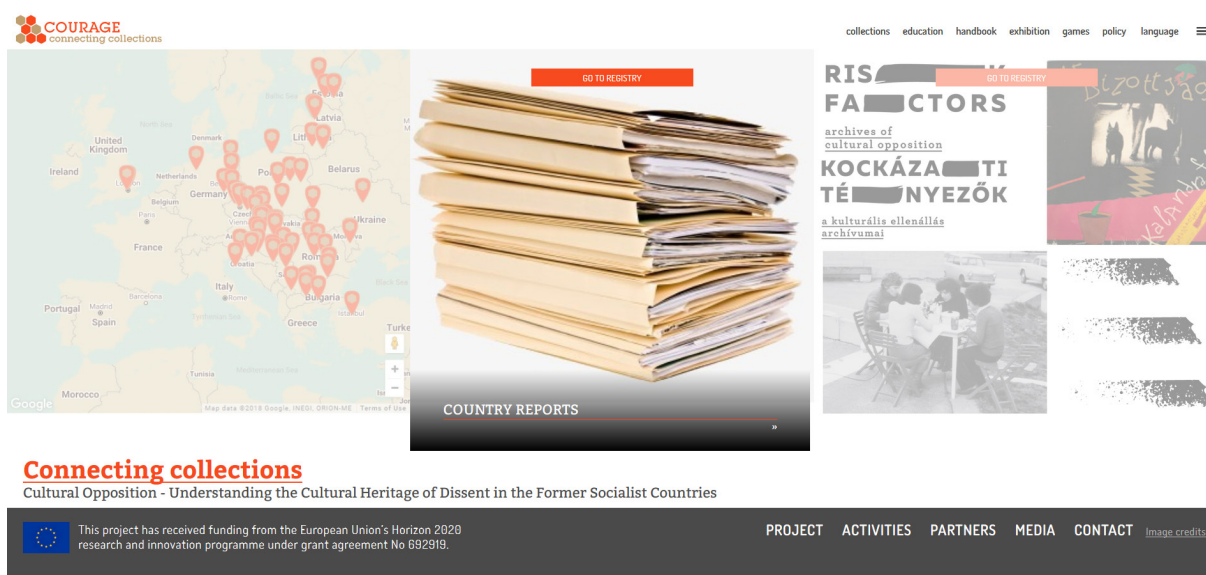 COURAGE
connecting collections
collections education handbook exhibition games policy language
GO TO REGISTRY
GO TO REGISTRY
Latvia
Denmark
United
Kingdom
Ireland
Netherlands
Belarus
Germany
Belgium
Paris
Ukraine
France
Croatia
Italy
Rome
Bulgaria
Istanbul
Barcelona
Portugal
Madrid
Spain
Greece
Tunisia
Morocco
Google
Map data ©2018 Google, INEGI, ORION-ME Terms of Use
COUNTRY REPORTS
»
RIS K
FA CTORS
archives of
cultural opposition
KOCKÁZA TI
TÉ NYEZŐK
a kulturális ellenállás
archívumai
Connecting collections
Cultural Opposition - Understanding the Cultural Heritage of Dissent in the Former Socialist Countries
This project has received funding from the European Union's Horizon 2020
research and innovation programme under grant agreement No 692919.
PROJECT ACTIVITIES PARTNERS MEDIA CONTACT Image credits